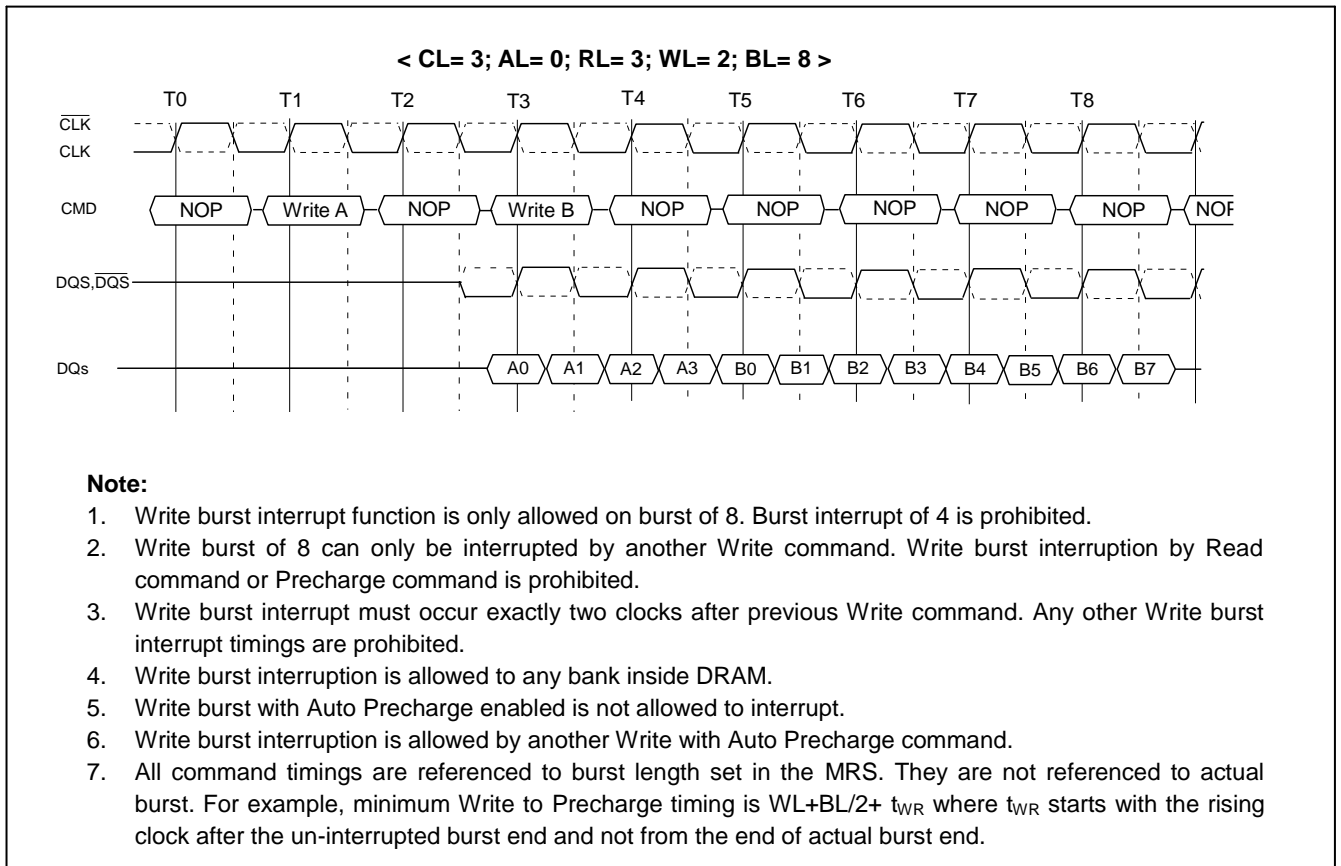 < CL= 3; AL= 0; RL= 3; WL= 2; BL= 8 >
T0 T1 T2 T3 T4 T5 T6 T7 T8
CLK
CLK
CMD NOP Write A NOP Write B NOP NOP NOP NOP NOP NOP
DQS,DQS
DQs A0 A1 A2 A3 B0 B1 B2 B3 B4 B5 B6 B7
Note:
1. Write burst interrupt function is only allowed on burst of 8. Burst interrupt of 4 is prohibited.
2. Write burst of 8 can only be interrupted by another Write command. Write burst interruption by Read
command or Precharge command is prohibited.
3. Write burst interrupt must occur exactly two clocks after previous Write command. Any other Write burst
interrupt timings are prohibited.
4. Write burst interruption is allowed to any bank inside DRAM.
5. Write burst with Auto Precharge enabled is not allowed to interrupt.
6. Write burst interruption is allowed by another Write with Auto Precharge command.
7. All command timings are referenced to burst length set in the MRS. They are not referenced to actual
burst. For example, minimum Write to Precharge timing is WL+BL/2+ tWR where tWR starts with the rising
clock after the un-interrupted burst end and not from the end of actual burst end.